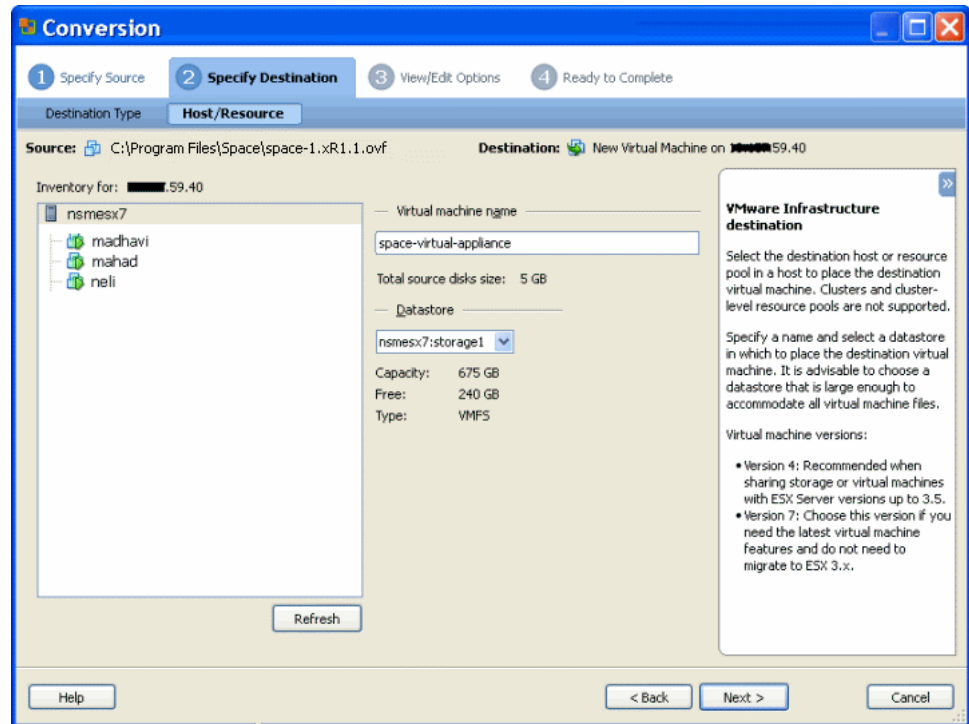 Conversion
1 Specify Source 2 Specify Destination 3 View/Edit Options 4 Ready to Complete
Destination Type Host/Resource
Source: C:\Program Files\Space\space-1.xR1.1.ovf Destination: New Virtual Machine on 59.40
Inventory for: .59.40
nsmesx7
madhavi
mahad
neli
Refresh
Virtual machine name
space-virtual-appliance
Total source disks size: 5 GB
Datastore
nsmesx7:storage1
Capacity: 675 GB
Free: 240 GB
Type: VMFS
»
VMware Infrastructure
destination
Select the destination host or resource
pool in a host to place the destination
virtual machine. Clusters and cluster-
level resource pools are not supported.
Specify a name and select a datastore
in which to place the destination virtual
machine. It is advisable to choose a
datastore that is large enough to
accommodate all virtual machine files.
Virtual machine versions:
• Version 4: Recommended when
sharing storage or virtual machines
with ESX Server versions up to 3.5.
• Version 7: Choose this version if you
need the latest virtual machine
features and do not need to
migrate to ESX 3.x.
Help < Back Next > Cancel